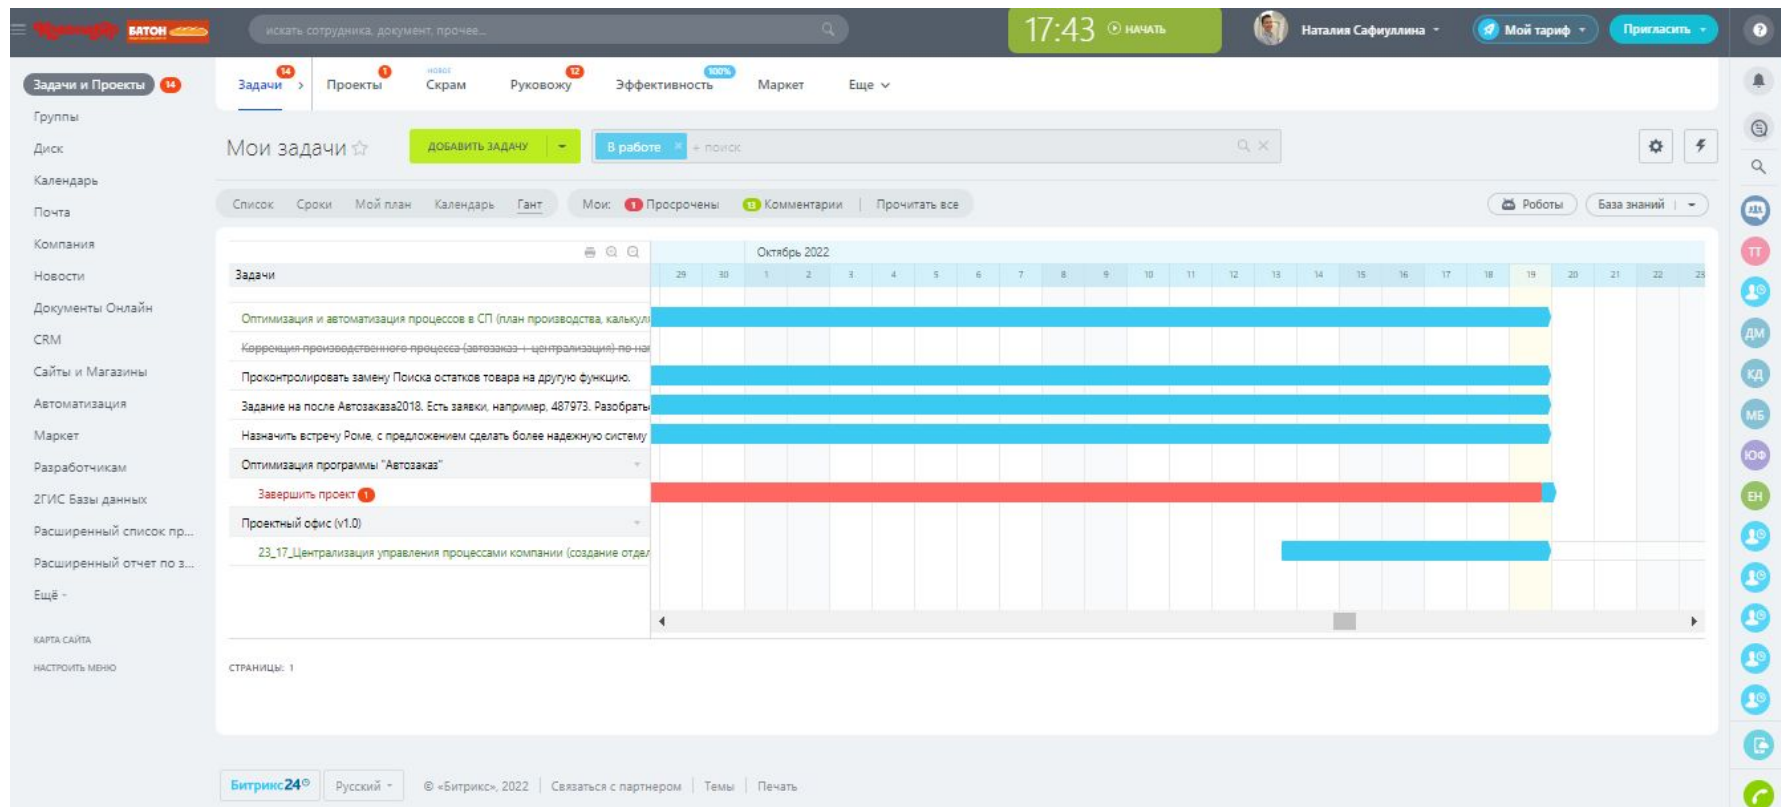 БАТОН
искать сотрудника, документ, прочее...
17:43 НАЧАТЬ
Наталия Сафиуллина
Мой тариф
Пригласить
?
Задачи и Проекты 14
Группы
Диск
Календарь
Почта
Компания
Новости
Документы Онлайн
CRM
Сайты и Магазины
Автоматизация
Маркет
Разработчикам
2ГИС Базы данных
Расширенный список пр...
Расширенный отчет по з...
Ещё -
КАРТА САЙТА
НАСТРОИТЬ МЕНЮ
14 1 НОВОЕ 12 100%
Задачи > Проекты Скрам Руковожу Эффективность Маркет Еще
Мои задачи ДОБАВИТЬ ЗАДАЧУ В работе × + поиск
Список Сроки Мой план Календарь Гант Мои: 1 Просрочены 13 Комментарии Прочитать все Роботы База знаний
Октябрь 2022
Задачи 29 30 1 2 3 4 5 6 7 8 9 10 11 12 13 14 15 16 17 18 19 20 21 22 23
Оптимизация и автоматизация процессов в СП (план производства, калькул
Коррекция производственного процесса (автозаказ + централизация) по на
Проконтролировать замену Поиска остатков товара на другую функцию.
Задание на после Автозаказа2018. Есть заявки, например, 487973. Разобрать
Назначить встречу Роме, с предложением сделать более надежную систему
Оптимизация программы "Автозаказ"
Завершить проект 1
Проектный офис (v1.0)
23_17_Централизация управления процессами компании (создание отдел
СТРАНИЦЫ: 1
Битрикс24 Русский © «Битрикс», 2022 Связаться с партнером Темы Печать
ТТ
ДМ
КД
МБ
ЮФ
ЕН